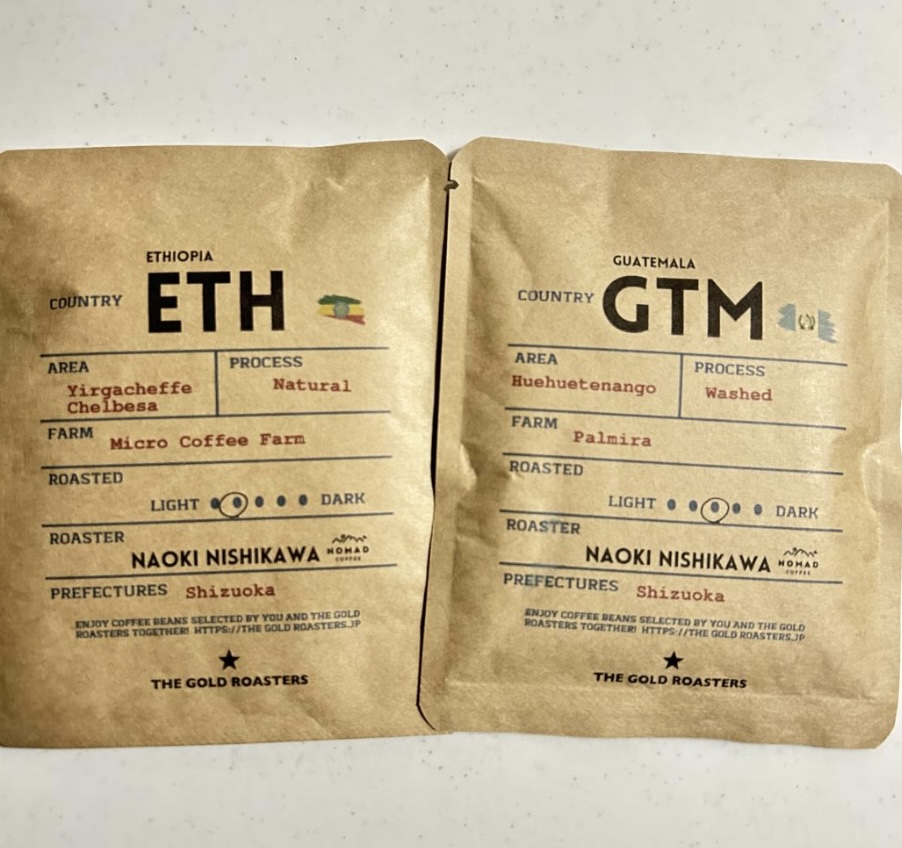 ETHIOPIA
COUNTRY ETH
AREA
Yirgacheffe
Chelbesa
PROCESS
Natural
FARM Micro Coffee Farm
ROASTED
LIGHT DARK
ROASTER
NAOKI NISHIKAWA NOMAD
COFFEE
PREFECTURES Shizuoka
ENJOY COFFEE BEANS SELECTED BY YOU AND THE GOLD
ROASTERS TOGETHER! HTTPS://THE GOLD ROASTERS.JP
THE GOLD ROASTERS
GUATEMALA
COUNTRY GTM
AREA
Huehuetenango
PROCESS
Washed
FARM
Palmira
ROASTED
LIGHT DARK
ROASTER
NAOKI NISHIKAWA NOMAD
COFFEE
PREFECTURES Shizuoka
ENJOY COFFEE BEANS SELECTED BY YOU AND THE GOLD
ROASTERS TOGETHER! HTTPS://THE GOLD ROASTERS.JP
THE GOLD ROASTERS